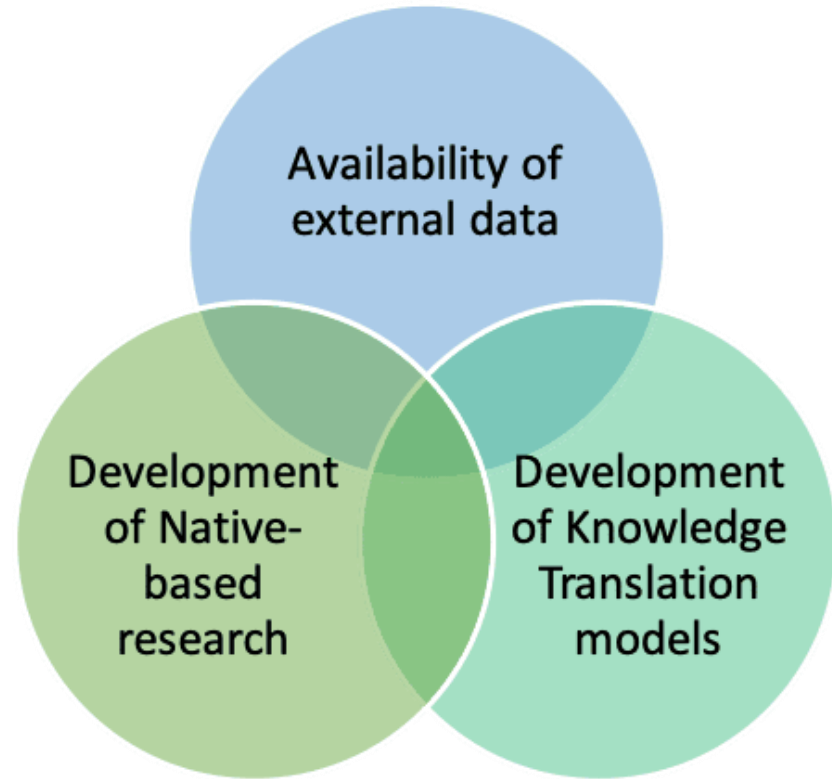 Availability of
external data
Development
of Native-
based
research
Development
of Knowledge
Translation
models